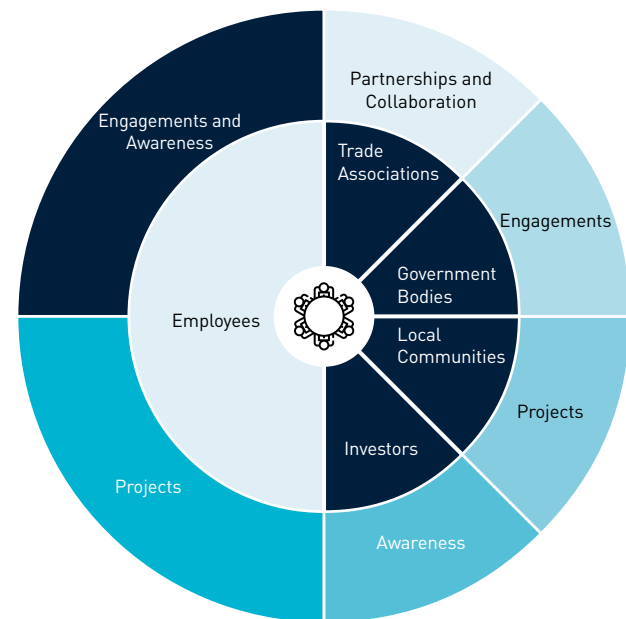 Partnerships and
Collaboration
Engagements and
Awareness
Trade
Associations
Engagements
Government
Bodies
Employees
Local
Communities
Projects
Investors
Projects
Awareness